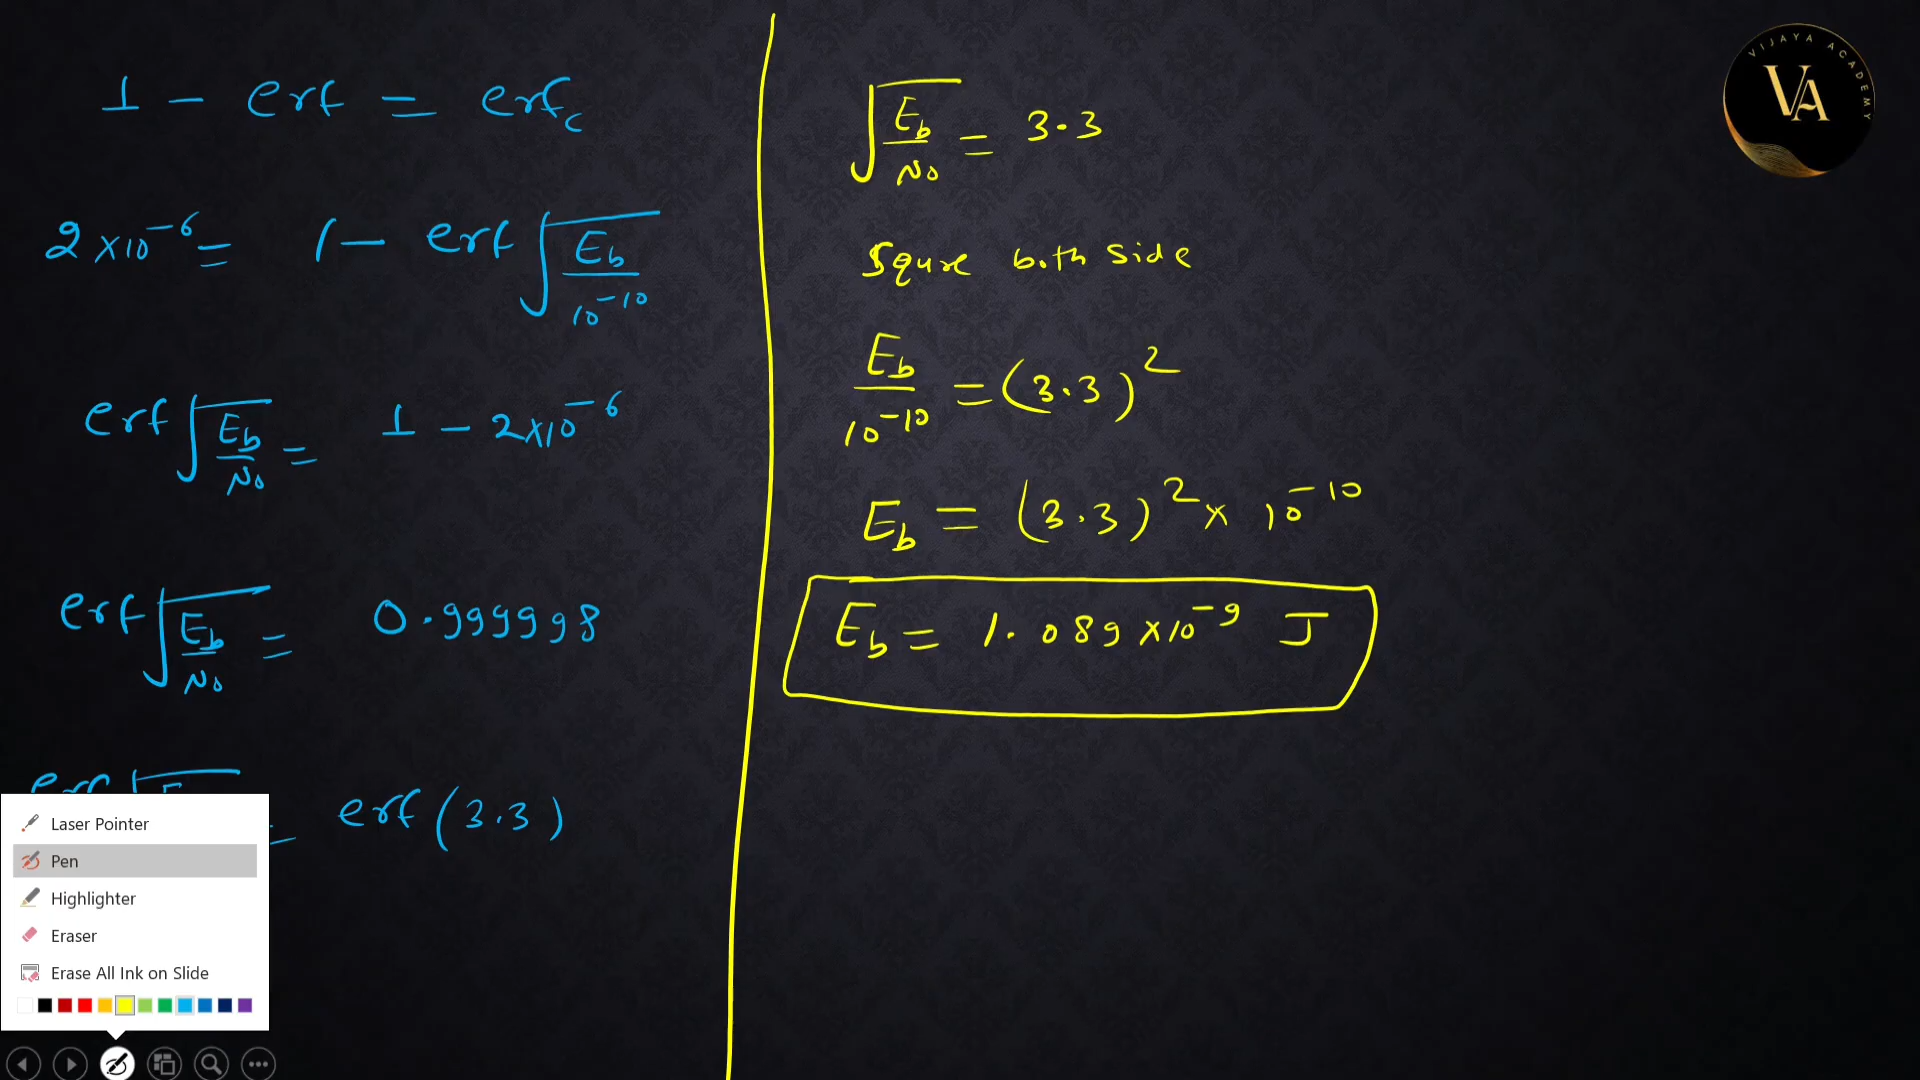 1 - erf = erfc
2×10⁻⁶ = 1 - erf √(Eb/10⁻¹⁰)
erf √(Eb/No) = 1 - 2×10⁻⁶
erf √(Eb/No) = 0.999998
= erf (3.3)
√(Eb/No) = 3.3
Squre both side
Eb/10⁻¹⁰ = (3.3)²
Eb = (3.3)² × 10⁻¹⁰
Eb = 1.089 × 10⁻⁹ J
VIJAYA ACADEMY
VA
Laser Pointer
Pen
Highlighter
Eraser
Erase All Ink on Slide